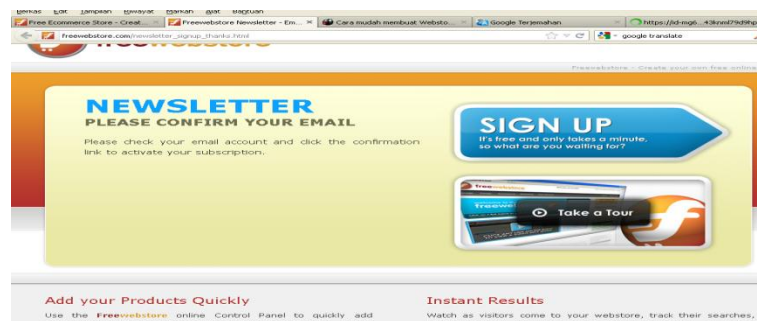 Berkas Edit Tampilan Riwayat Markah Alat Bantuan
Free Ecommerce Store - Creat... Freewebstore Newsletter - Em... Cara mudah membuat Websto... Google Terjemahan
freewebstore.com/newsletter_signup_thanks.html google translate
freewebstore
Freewebstore - Create your own free online
NEWSLETTER
PLEASE CONFIRM YOUR EMAIL
Please check your email account and click the confirmation
link to activate your subscription.
SIGN UP
It's free and only takes a minute,
so what are you waiting for?
Take a Tour
Add your Products Quickly
Use the Freewebstore online Control Panel to quickly add
Instant Results
Watch as visitors come to your webstore, track their searches,